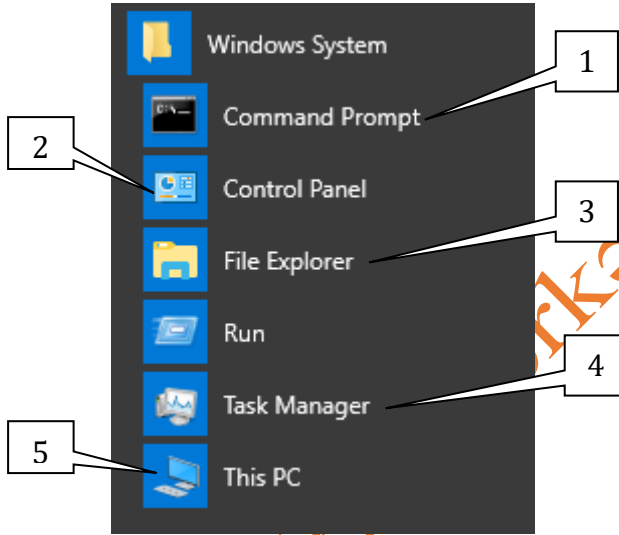 Windows System
1
Command Prompt
2
Control Panel
3
File Explorer
Run
4
Task Manager
5
This PC